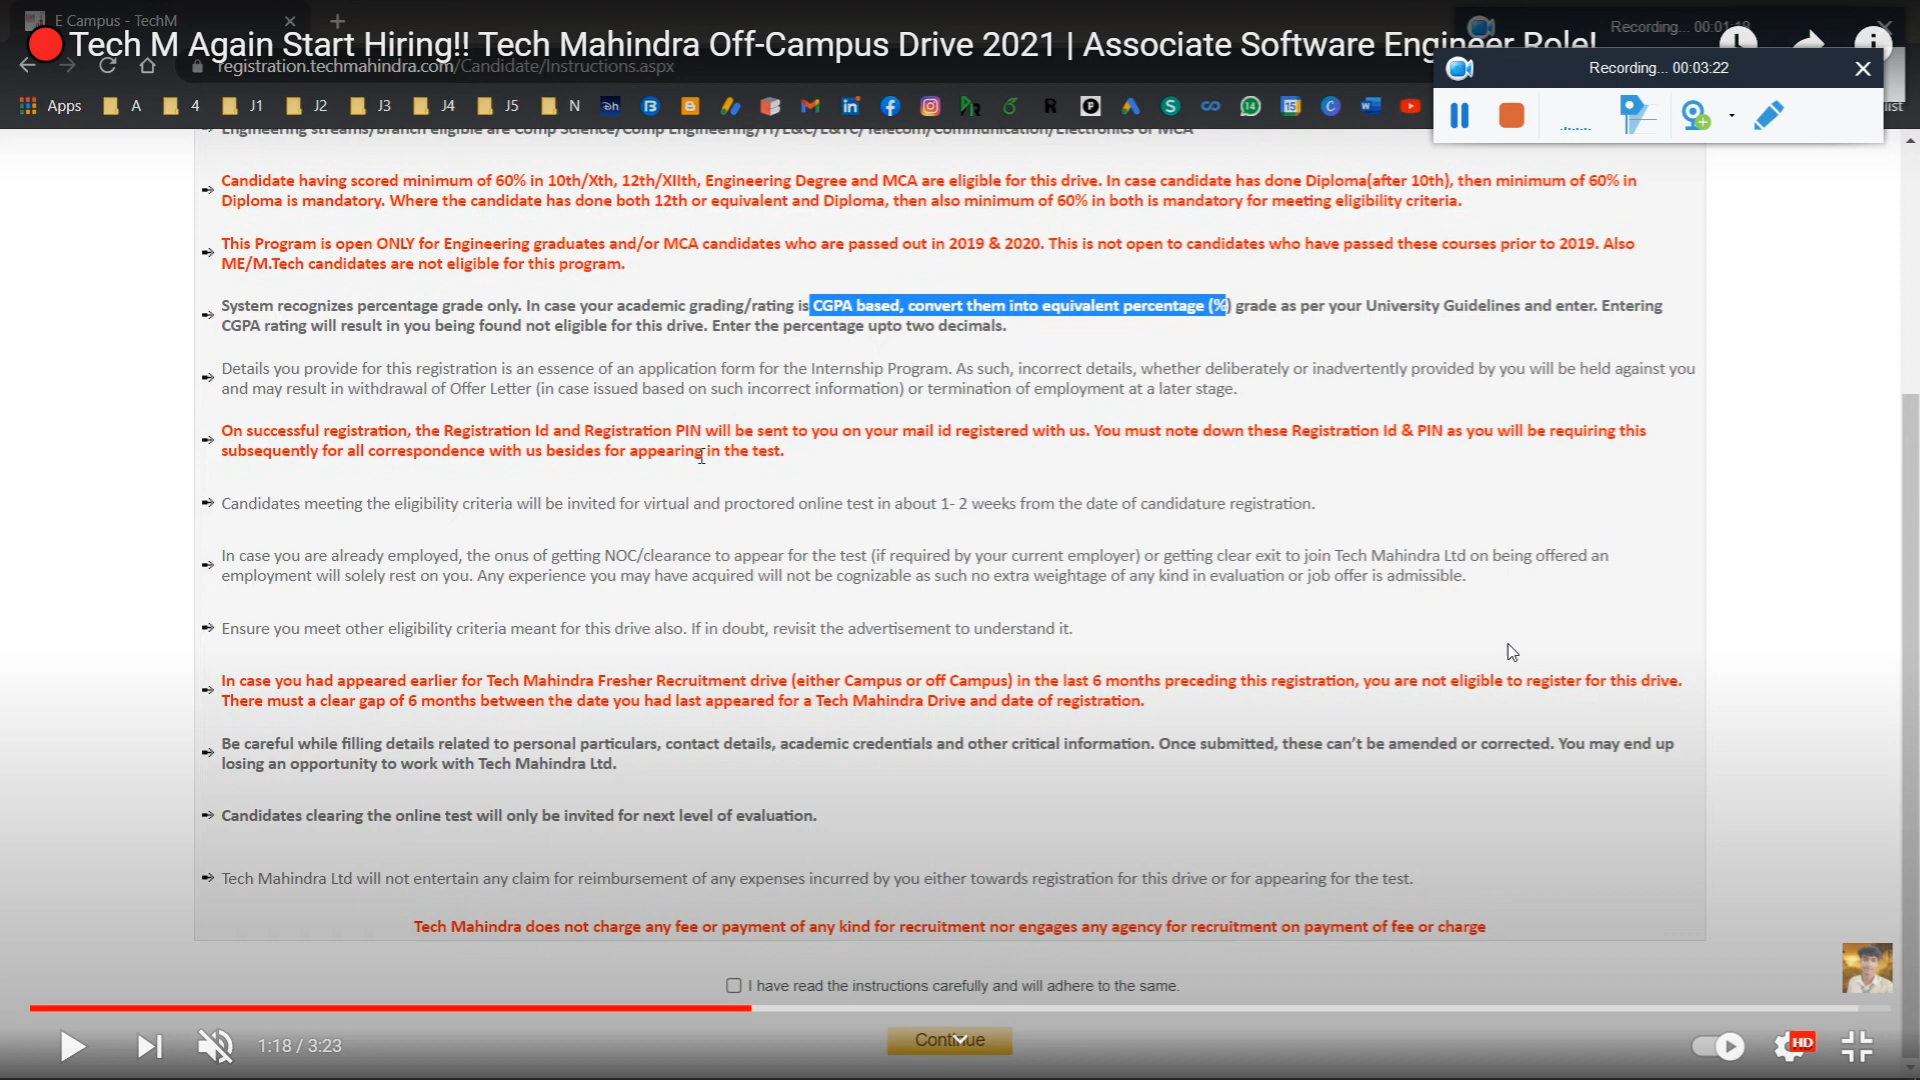 E Campus - TechM
Recording... 00:01:18
Tech M Again Start Hiring!! Tech Mahindra Off-Campus Drive 2021 | Associate Software Engineer Role!
registration.techmahindra.com/Candidate/Instructions.aspx
Recording... 00:03:22
Apps A 4 J1 J2 J3 J4 J5 N
Engineering streams/branch eligible are Comp Science/Comp Engineering/IT/E&C/E&TC/Telecom/Communication/Electronics or MCA
Candidate having scored minimum of 60% in 10th/Xth, 12th/XIIth, Engineering Degree and MCA are eligible for this drive. In case candidate has done Diploma(after 10th), then minimum of 60% in
Diploma is mandatory. Where the candidate has done both 12th or equivalent and Diploma, then also minimum of 60% in both is mandatory for meeting eligibility criteria.
This Program is open ONLY for Engineering graduates and/or MCA candidates who are passed out in 2019 & 2020. This is not open to candidates who have passed these courses prior to 2019. Also
ME/M.Tech candidates are not eligible for this program.
System recognizes percentage grade only. In case your academic grading/rating is CGPA based, convert them into equivalent percentage (%) grade as per your University Guidelines and enter. Entering
CGPA rating will result in you being found not eligible for this drive. Enter the percentage upto two decimals.
Details you provide for this registration is an essence of an application form for the Internship Program. As such, incorrect details, whether deliberately or inadvertently provided by you will be held against you
and may result in withdrawal of Offer Letter (in case issued based on such incorrect information) or termination of employment at a later stage.
On successful registration, the Registration Id and Registration PIN will be sent to you on your mail id registered with us. You must note down these Registration Id & PIN as you will be requiring this
subsequently for all correspondence with us besides for appearing in the test.
Candidates meeting the eligibility criteria will be invited for virtual and proctored online test in about 1- 2 weeks from the date of candidature registration.
In case you are already employed, the onus of getting NOC/clearance to appear for the test (if required by your current employer) or getting clear exit to join Tech Mahindra Ltd on being offered an
employment will solely rest on you. Any experience you may have acquired will not be cognizable as such no extra weightage of any kind in evaluation or job offer is admissible.
Ensure you meet other eligibility criteria meant for this drive also. If in doubt, revisit the advertisement to understand it.
In case you had appeared earlier for Tech Mahindra Fresher Recruitment drive (either Campus or off Campus) in the last 6 months preceding this registration, you are not eligible to register for this drive.
There must a clear gap of 6 months between the date you had last appeared for a Tech Mahindra Drive and date of registration.
Be careful while filling details related to personal particulars, contact details, academic credentials and other critical information. Once submitted, these can't be amended or corrected. You may end up
losing an opportunity to work with Tech Mahindra Ltd.
Candidates clearing the online test will only be invited for next level of evaluation.
Tech Mahindra Ltd will not entertain any claim for reimbursement of any expenses incurred by you either towards registration for this drive or for appearing for the test.
Tech Mahindra does not charge any fee or payment of any kind for recruitment nor engages any agency for recruitment on payment of fee or charge
I have read the instructions carefully and will adhere to the same.
Continue
1:18 / 3:23
HD